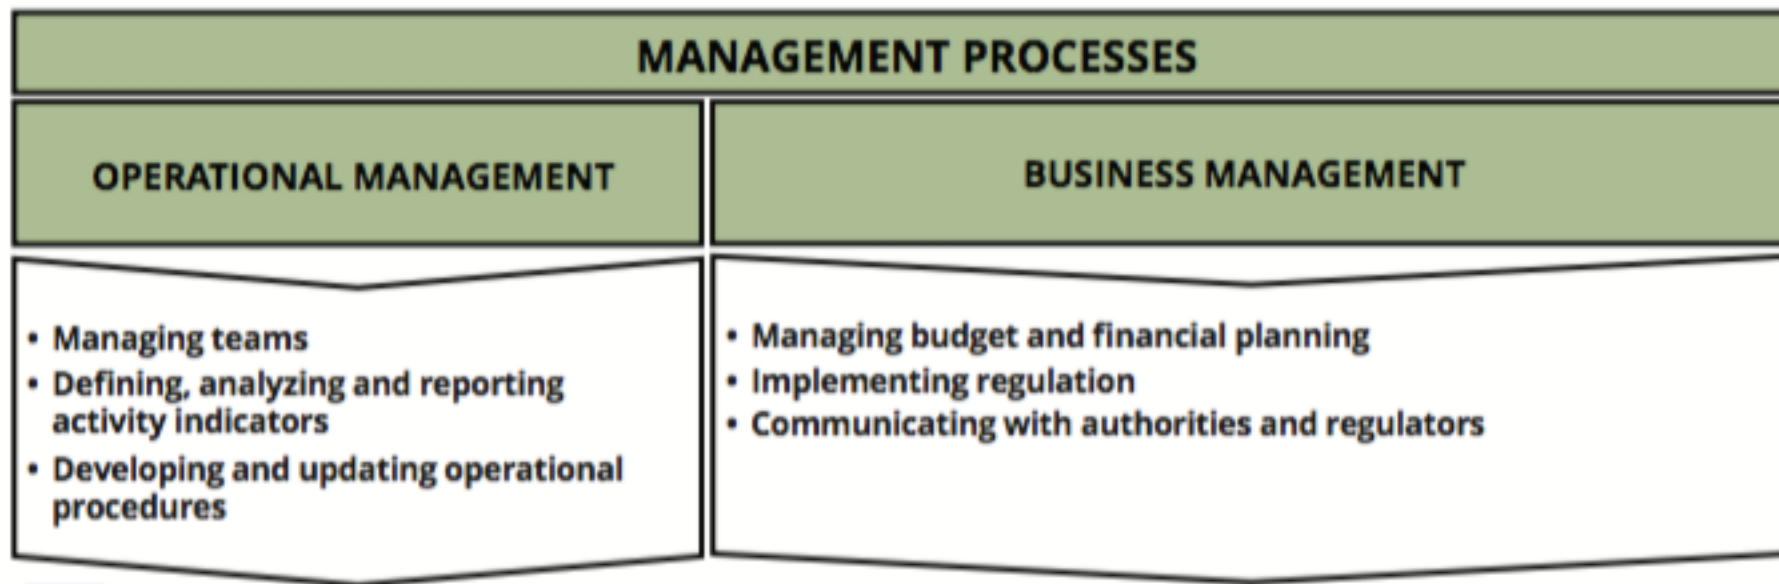 MANAGEMENT PROCESSES
OPERATIONAL MANAGEMENT
BUSINESS MANAGEMENT
• Managing teams
• Defining, analyzing and reporting
activity indicators
• Developing and updating operational
procedures
• Managing budget and financial planning
• Implementing regulation
• Communicating with authorities and regulators